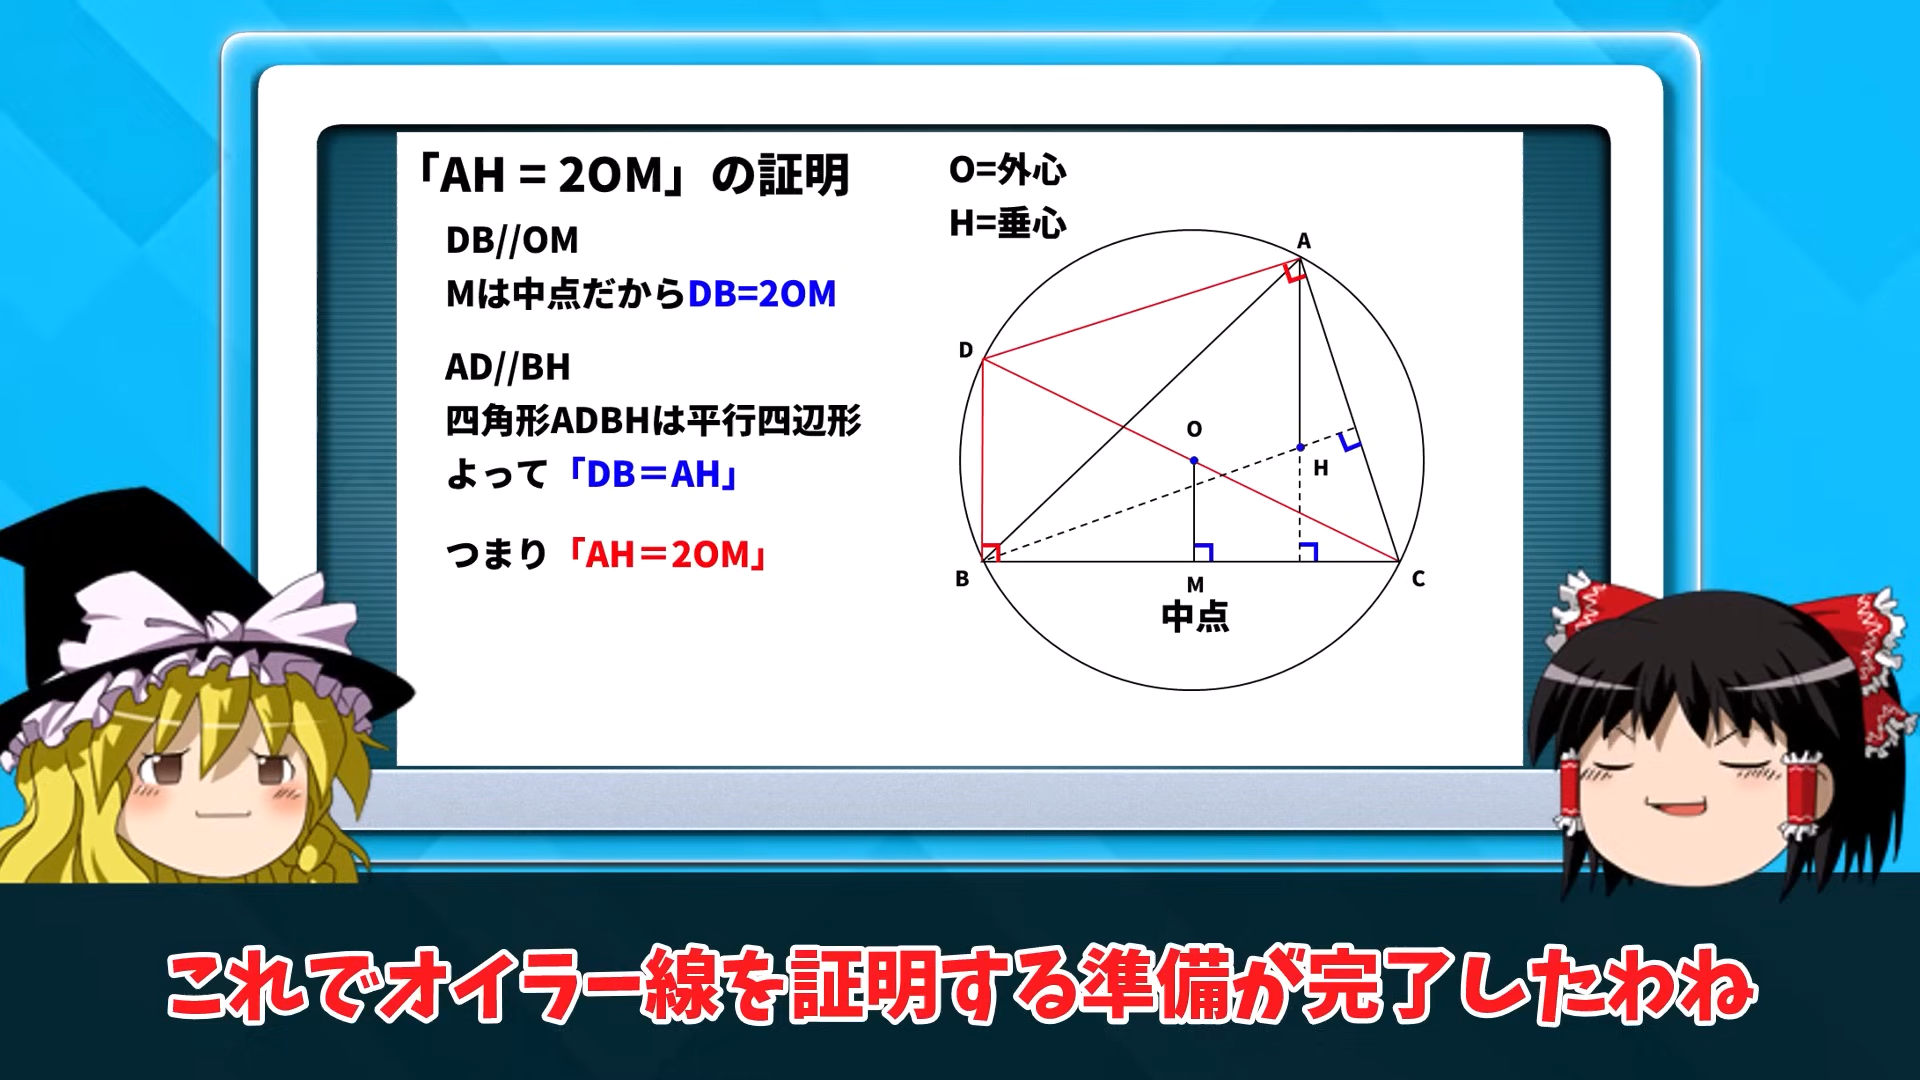 「AH = 2OM」の証明
DB//OM
Mは中点だからDB=2OM
AD//BH
四角形ADBHは平行四辺形
よって「DB＝AH」
つまり「AH＝2OM」
O=外心
H=垂心
A
D
O
H
B
M
C
中点
これでオイラー線を証明する準備が完了したわね